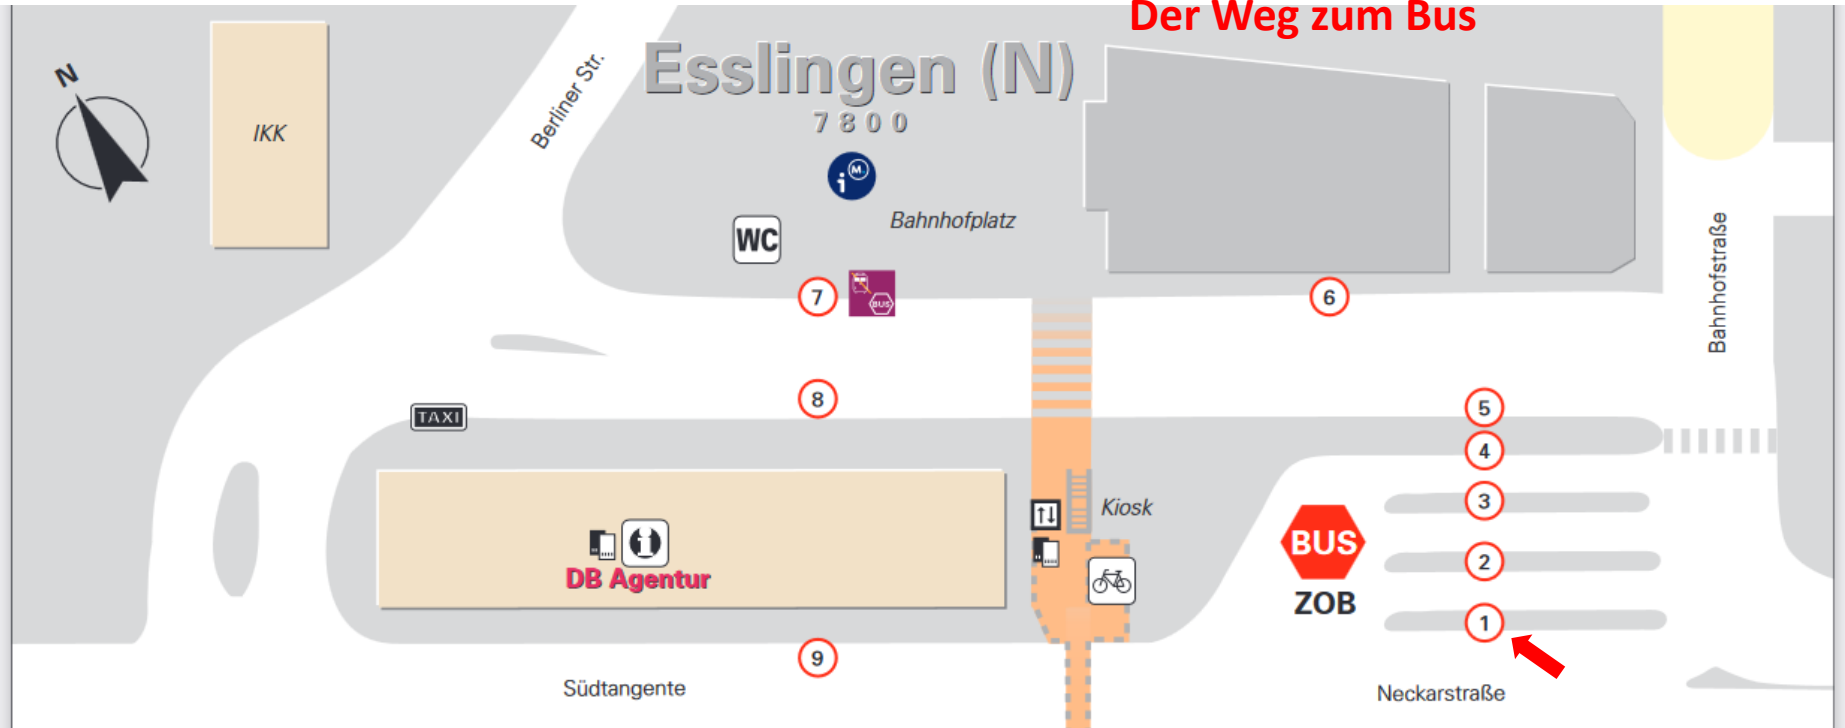 Der Weg zum Bus
N
IKK
Berliner Str.
Esslingen (N)
7800
i M
Bahnhofplatz
WC
7
BUS
6
Bahnhofstraße
8
TAXI
5
4
3
Kiosk
BUS
ZOB
2
i
DB Agentur
1
9
Südtangente
Neckarstraße